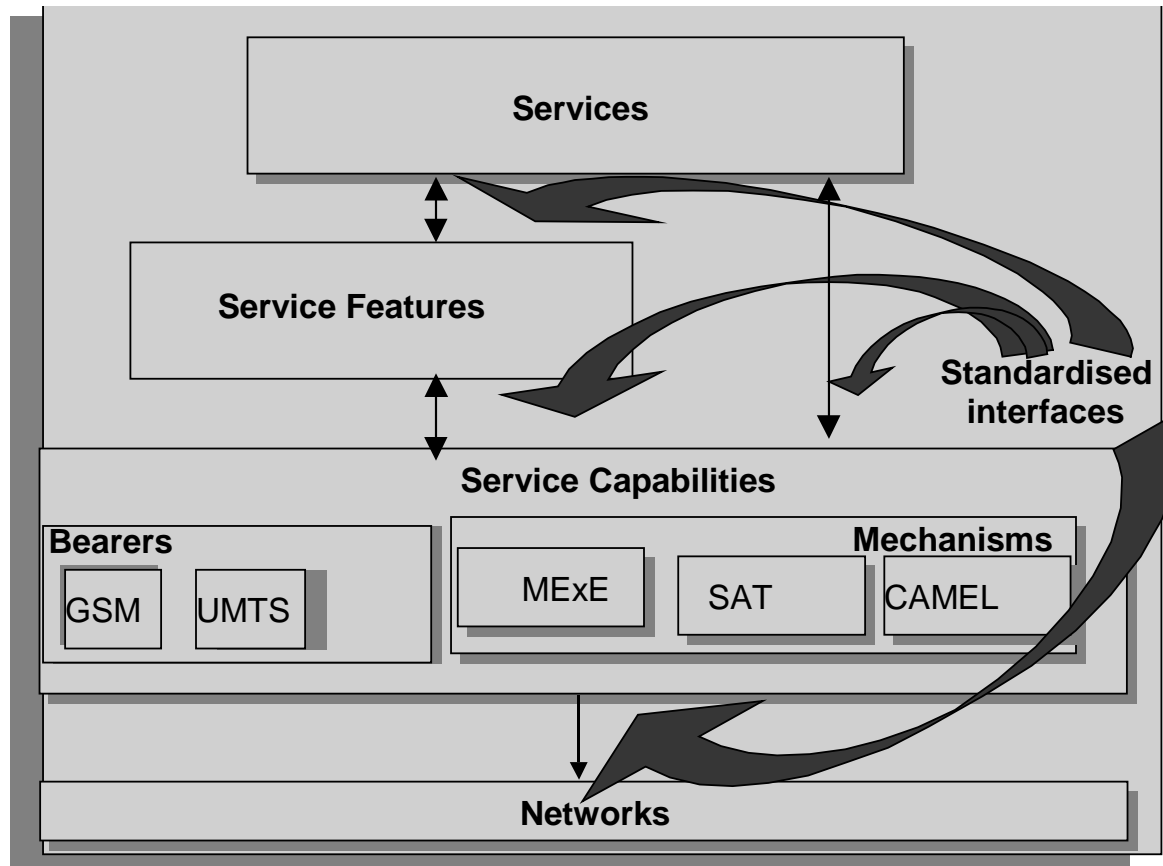 Services
Service Features
Standardised
interfaces
Service Capabilities
Bearers
Mechanisms
GSM
UMTS
MExE
SAT
CAMEL
Networks